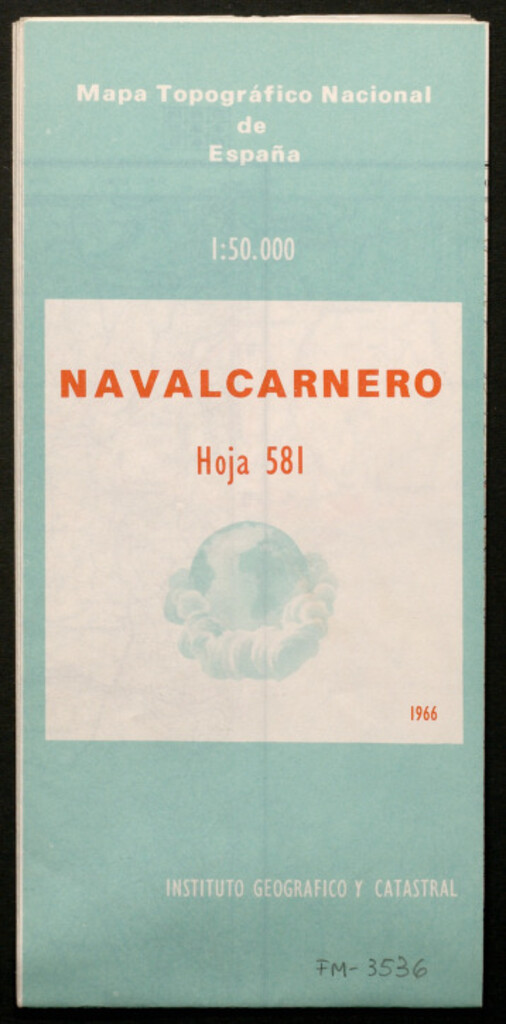 Mapa Topográfico Nacional
de
España
1:50.000
NAVALCARNERO
Hoja 581
1966
INSTITUTO GEOGRAFICO Y CATASTRAL
FM-3536